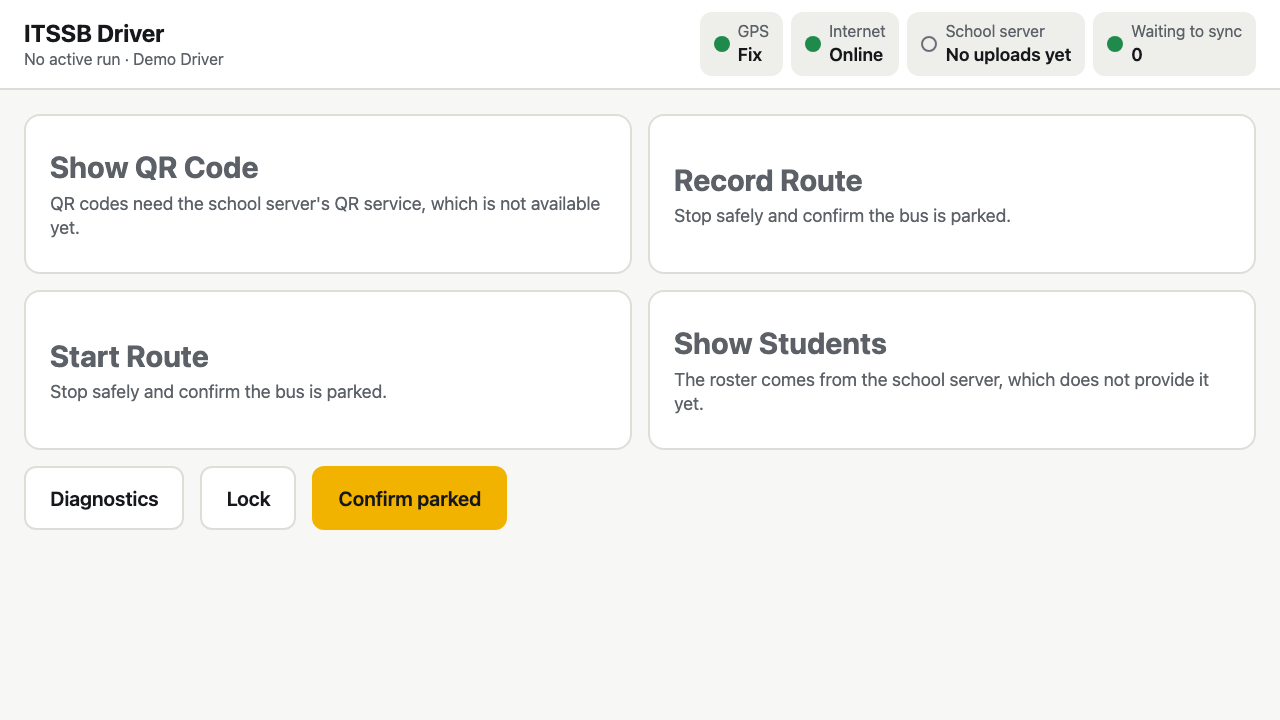 ITSSB Driver
No active run · Demo Driver
GPS
Fix
Internet
Online
School server
No uploads yet
Waiting to sync
0
Show QR Code
QR codes need the school server's QR service, which is not available
yet.
Record Route
Stop safely and confirm the bus is parked.
Start Route
Stop safely and confirm the bus is parked.
Show Students
The roster comes from the school server, which does not provide it
yet.
Diagnostics
Lock
Confirm parked